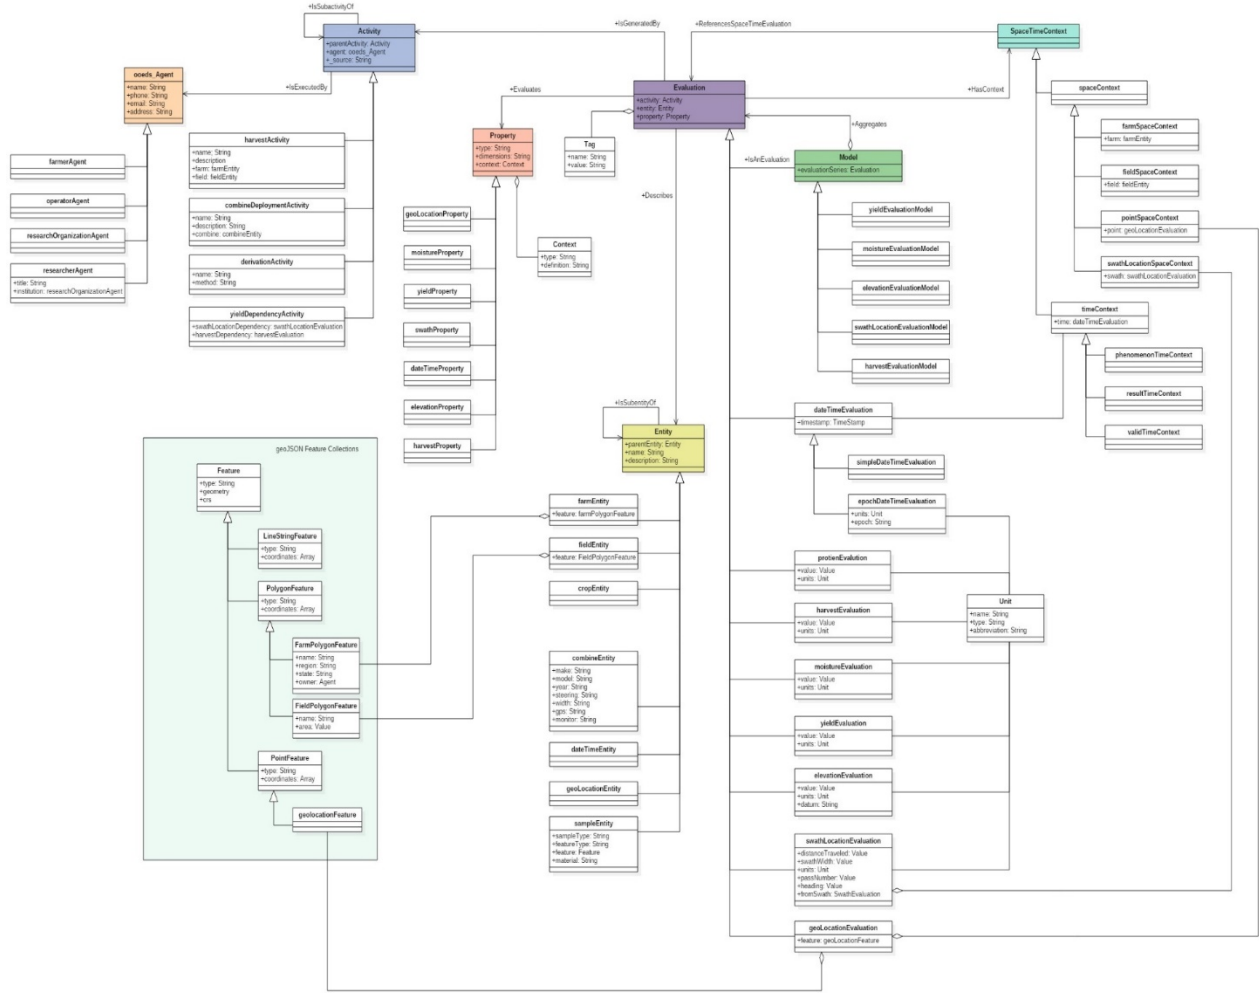 +IsSubactivityOf
Activity
+parentActivity: Activity
+agent: ooeds_Agent
+_source: String
+IsGeneratedBy
+ReferencesSpaceTimeEvaluation
SpaceTimeContext
ooeds_Agent
+name: String
+phone: String
+email: String
+address: String
+IsExecutedBy
+Evaluates
Evaluation
+activity: Activity
+entity: Entity
+property: Property
+HasContext
spaceContext
farmerAgent
operatorAgent
researchOrganizationAgent
researcherAgent
+title: String
+institution: researchOrganizationAgent
harvestActivity
+name: String
+description
+farm: farmEntity
+field: fieldEntity
combineDeploymentActivity
+name: String
+description: String
+combine: combineEntity
derivationActivity
+name: String
+method: String
yieldDependencyActivity
+swathLocationDependency: swathLocationEvaluation
+harvestDependency: harvestEvaluation
Property
+type: String
+dimensions: String
+context: Context
Tag
+name: String
+value: String
+Aggregates
+IsAnEvaluation
Model
+evaluationSeries: Evaluation
+Describes
geoLocationProperty
moistureProperty
yieldProperty
swathProperty
dateTimeProperty
elevationProperty
harvestProperty
Context
+type: String
+definition: String
yieldEvaluationModel
moistureEvaluationModel
elevationEvaluationModel
swathLocationEvaluationModel
harvestEvaluationModel
farmSpaceContext
+farm: farmEntity
fieldSpaceContext
+field: fieldEntity
pointSpaceContext
+point: geoLocationEvaluation
swathLocationSpaceContext
+swath: swathLocationEvaluation
timeContext
+time: dateTimeEvaluation
phenomenonTimeContext
resultTimeContext
validTimeContext
+IsSubentityOf
Entity
+parentEntity: Entity
+name: String
+description: String
dateTimeEvaluation
+timestamp: TimeStamp
simpleDateTimeEvaluation
epochDateTimeEvaluation
+units: Unit
+epoch: String
geoJSON Feature Collections
Feature
+type: String
+geometry
+crs
LineStringFeature
+type: String
+coordinates: Array
PolygonFeature
+type: String
+coordinates: Array
FarmPolygonFeature
+name: String
+region: String
+state: String
+owner: Agent
FieldPolygonFeature
+name: String
+area: Value
PointFeature
+type: String
+coordinates: Array
geolocationFeature
farmEntity
+feature: farmPolygonFeature
fieldEntity
+feature: FieldPolygonFeature
cropEntity
combineEntity
+make: String
+model: String
+year: String
+steering: String
+width: String
+gps: String
+monitor: String
dateTimeEntity
geoLocationEntity
sampleEntity
+sampleType: String
+featureType: String
+feature: Feature
+material: String
protienEvalution
+value: Value
+units: Unit
harvestEvaluation
+value: Value
+units: Unit
Unit
+name: String
+type: String
+abbreviation: String
moistureEvaluation
+value: Value
+units: Unit
yieldEvaluation
+value: Value
+units: Unit
elevationEvaluation
+value: Value
+units: Unit
+datum: String
swathLocationEvaluation
+distanceTraveled: Value
+swathWidth: Value
+units: Unit
+passNumber: Value
+heading: Value
+fromSwath: SwathEvaluation
geoLocationEvaluation
+feature: geoLocationFeature